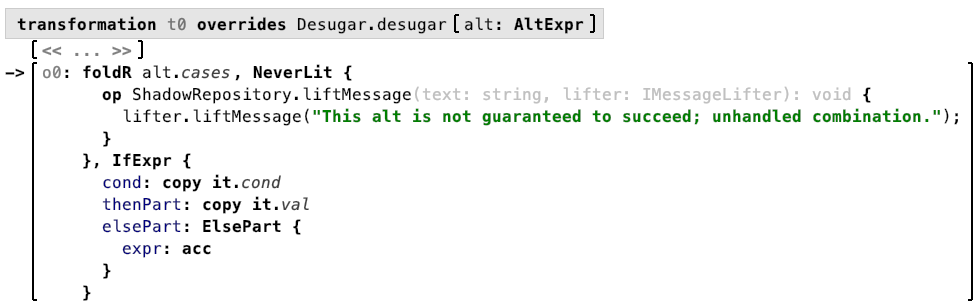 transformation t0 overrides Desugar.desugar [ alt: AltExpr ]
[ << ... >> ]
-> [ o0: foldR alt.cases, NeverLit {
op ShadowRepository.liftMessage(text: string, lifter: IMessageLifter): void {
lifter.liftMessage("This alt is not guaranteed to succeed; unhandled combination.");
}
}, IfExpr {
cond: copy it.cond
thenPart: copy it.val
elsePart: ElsePart {
expr: acc
}
} ]